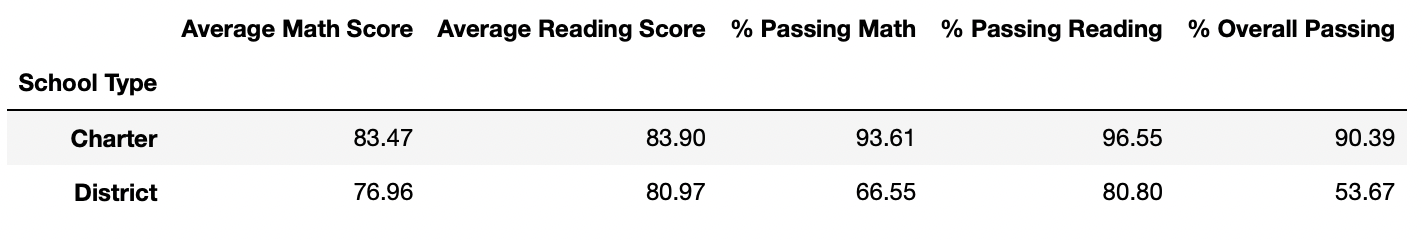 Average Math Score Average Reading Score % Passing Math % Passing Reading % Overall Passing
School Type
Charter 83.47 83.90 93.61 96.55 90.39
District 76.96 80.97 66.55 80.80 53.67